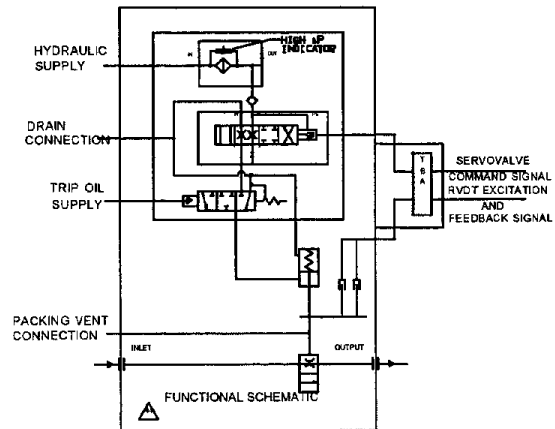 HIGH ΔP
INDICATOR
OUT
HYDRAULIC
SUPPLY
DRAIN
CONNECTION
TRIP OIL
SUPPLY
T
B
A
SERVOVALVE
COMMAND SIGNAL
RVDT EXCITATION
AND
FEEDBACK SIGNAL
PACKING VENT
CONNECTION
INLET
OUTPUT
FUNCTIONAL SCHEMATIC